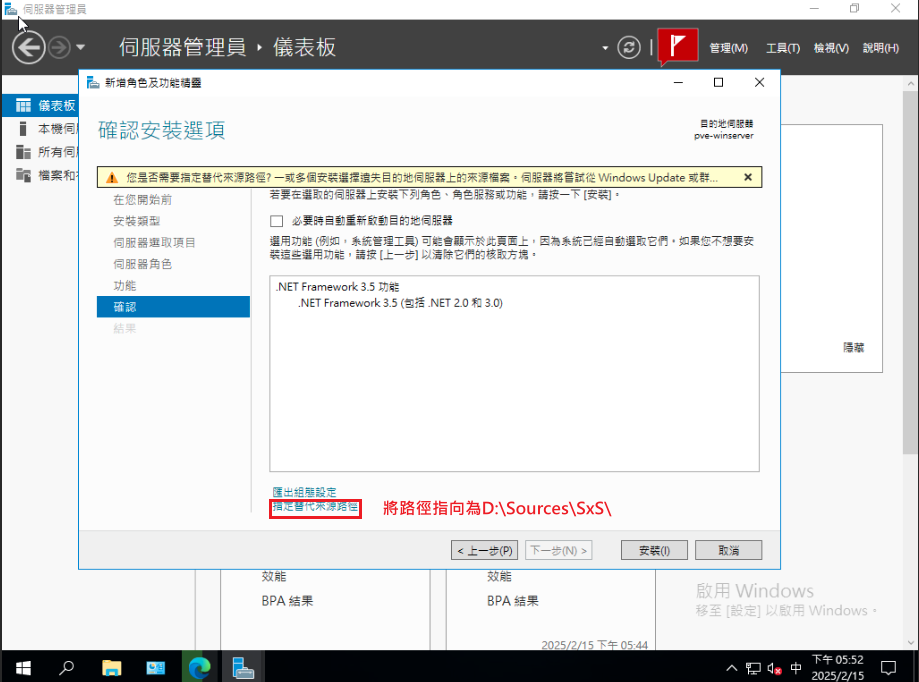 伺服器管理員
伺服器管理員 ‣ 儀表板
管理(M) 工具(T) 檢視(V) 說明(H)
新增角色及功能精靈
儀表板
本機伺
所有伺
檔案和
確認安裝選項
目的地伺服器
pve-winserver
您是否需要指定替代來源路徑? 一或多個安裝選擇遺失目的地伺服器上的來源檔案。伺服器將嘗試從 Windows Update 或群...
在您開始前
安裝類型
伺服器選取項目
伺服器角色
功能
確認
結果
若要在選取的伺服器上安裝下列角色、角色服務或功能，請按一下 [安裝]。
必要時自動重新啟動目的地伺服器
選用功能 (例如，系統管理工具) 可能會顯示於此頁面上，因為系統已經自動選取它們。如果您不想要安
裝這些選用功能，請按 [上一步] 以清除它們的核取方塊。
.NET Framework 3.5 功能
.NET Framework 3.5 (包括 .NET 2.0 和 3.0)
隱藏
匯出組態設定
指定替代來源路徑
將路徑指向為D:\Sources\SxS\
< 上一步(P) 下一步(N) > 安裝(I) 取消
效能
BPA 結果
效能
BPA 結果
2025/2/15 下午 05:44
啟用 Windows
移至 [設定] 以啟用 Windows。
中
下午 05:52
2025/2/15